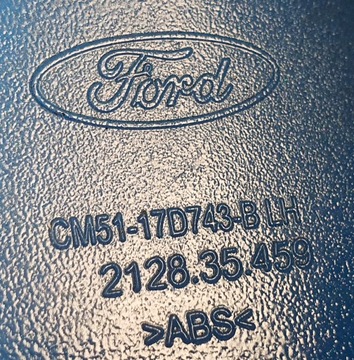 Ford
CM51-17D743-B LH
2128.35.459
>ABS<